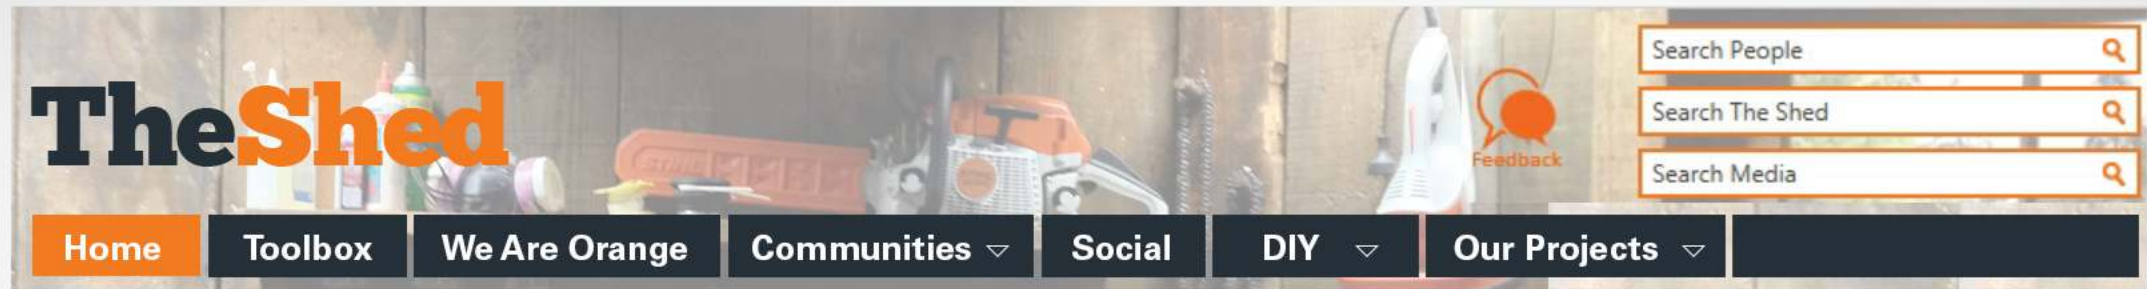 TheShed
STIHL
Feedback
Search People
Search The Shed
Search Media
Home
Toolbox
We Are Orange
Communities
Social
DIY
Our Projects